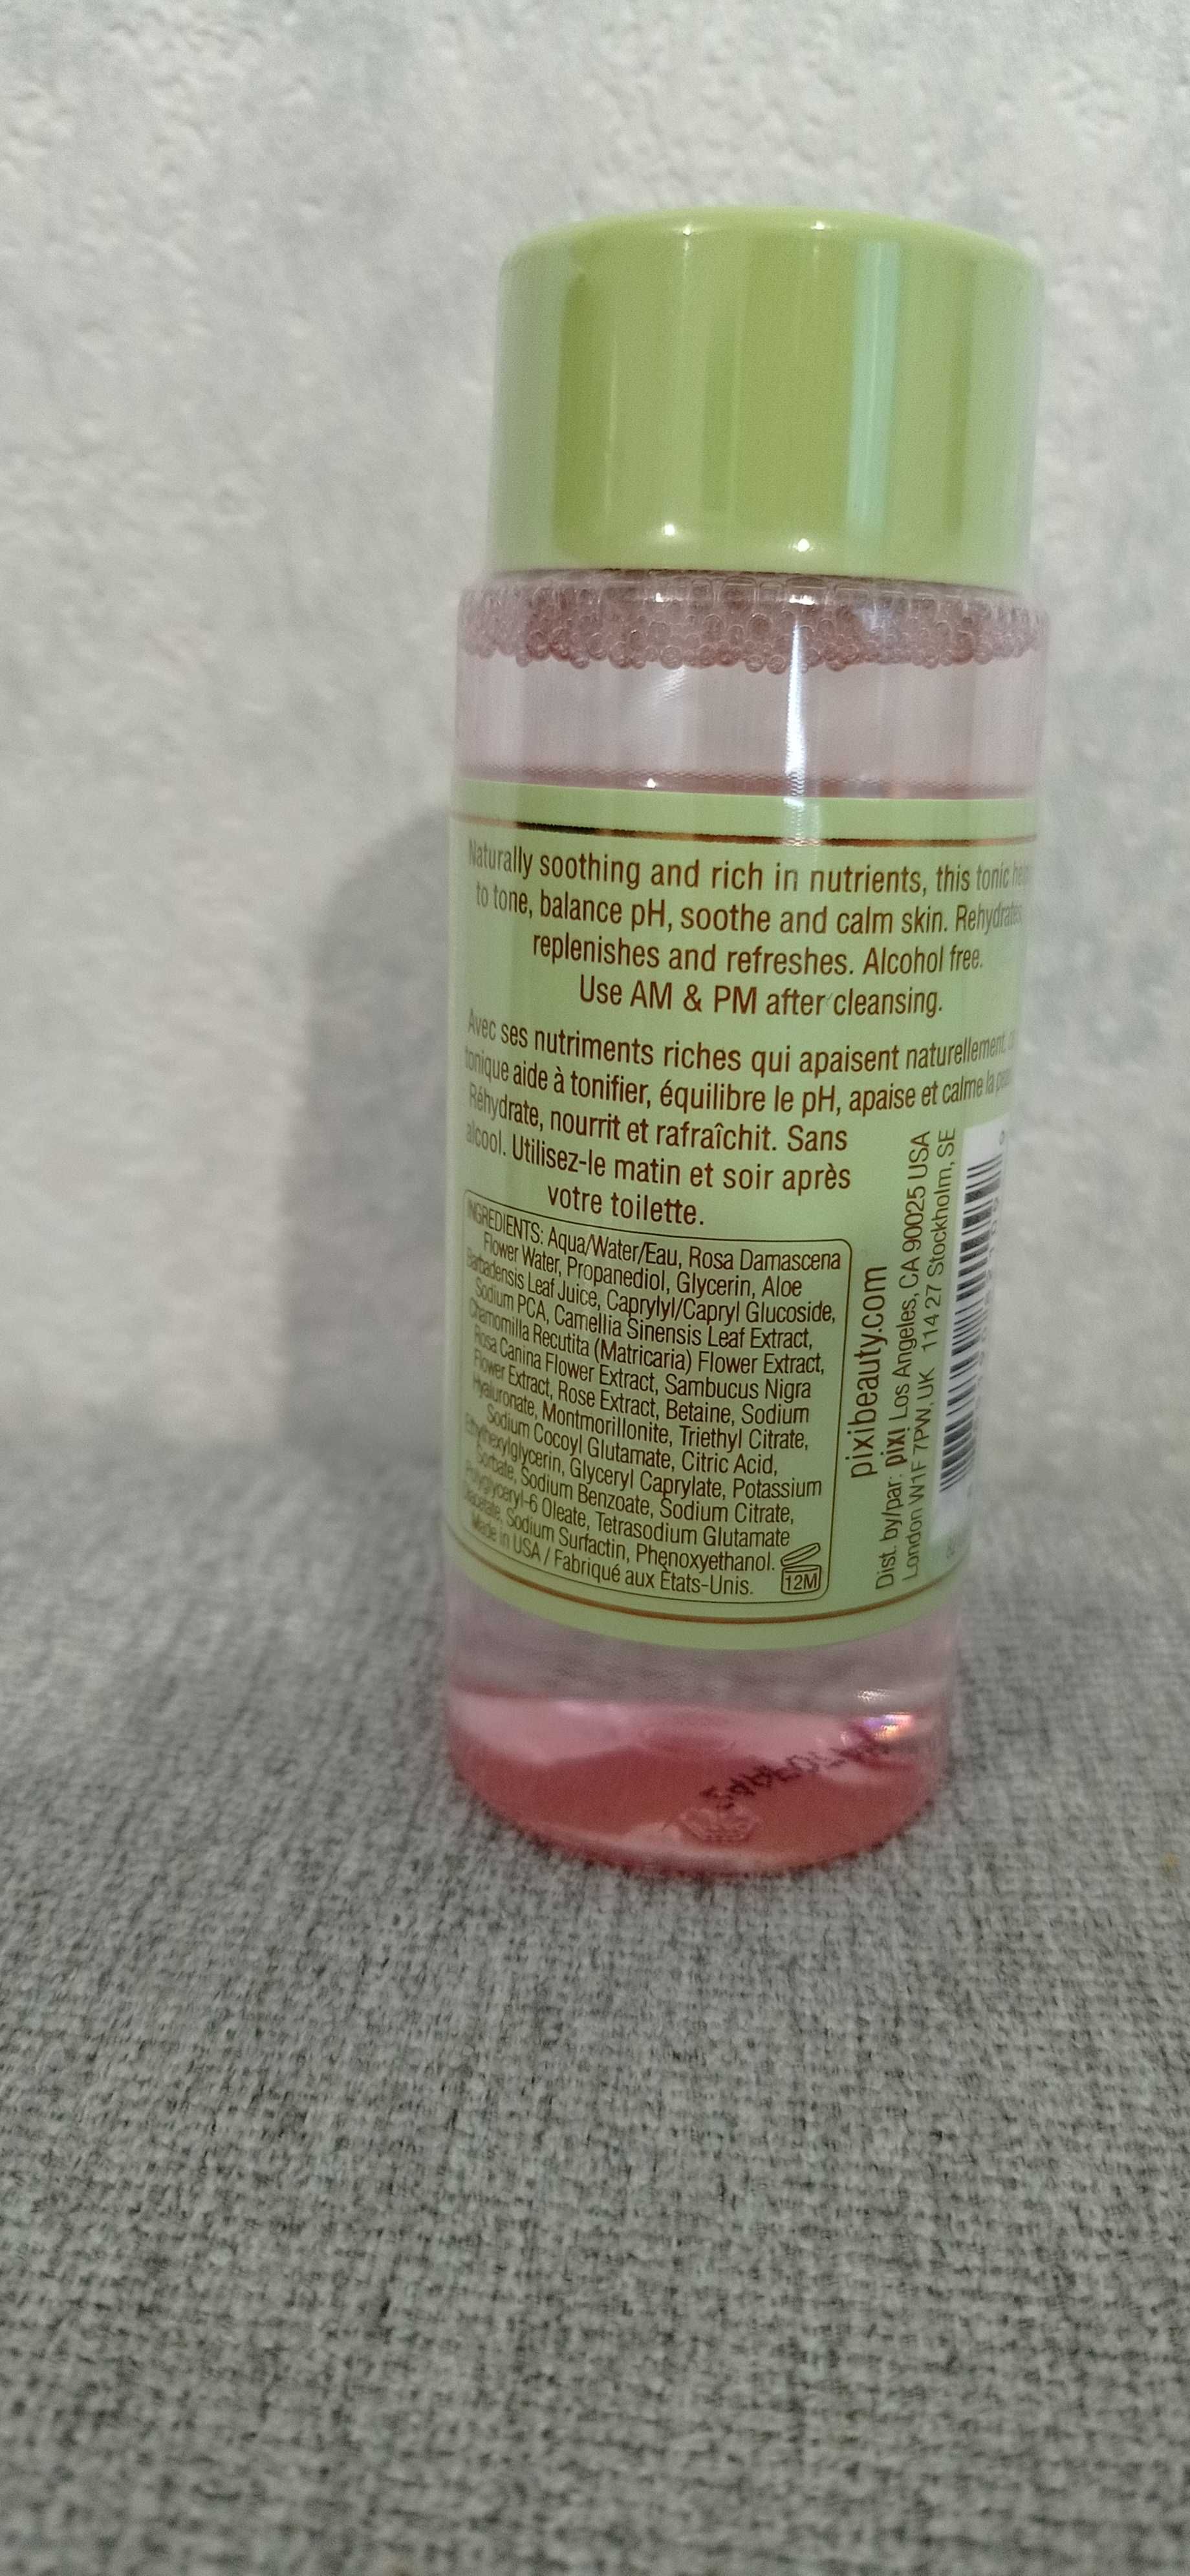 Naturally soothing and rich in nutrients, this tonic
to tone, balance pH, soothe and calm skin. Rehydrates,
replenishes and refreshes. Alcohol free.
Use AM & PM after cleansing.
Avec ses nutriments riches qui apaisent naturellement,
tonique aide à tonifier, équilibre le pH, apaise et calme la
Réhydrate, nourrit et rafraîchit. Sans
alcool. Utilisez-le matin et soir après
votre toilette.
INGREDIENTS: Aqua/Water/Eau, Rosa Damascena
Flower Water, Propanediol, Glycerin, Aloe
Barbadensis Leaf Juice, Caprylyl/Capryl Glucoside,
Sodium PCA, Camellia Sinensis Leaf Extract,
Chamomilla Recutita (Matricaria) Flower Extract,
Rosa Canina Flower Extract, Sambucus Nigra
Flower Extract, Rose Extract, Betaine, Sodium
Hyaluronate, Montmorillonite, Triethyl Citrate,
Sodium Cocoyl Glutamate, Citric Acid,
Ethylhexylglycerin, Glyceryl Caprylate, Potassium
Sorbate, Sodium Benzoate, Sodium Citrate,
Polyglyceryl-6 Oleate, Tetrasodium Glutamate
Diacetate, Sodium Surfactin, Phenoxyethanol.
Made in USA / Fabriqué aux États-Unis.
12M
pixibeauty.com
Dist. by/par: pixi Los Angeles, CA 90025 USA
London W1F 7PW, UK 114 27 Stockholm, SE